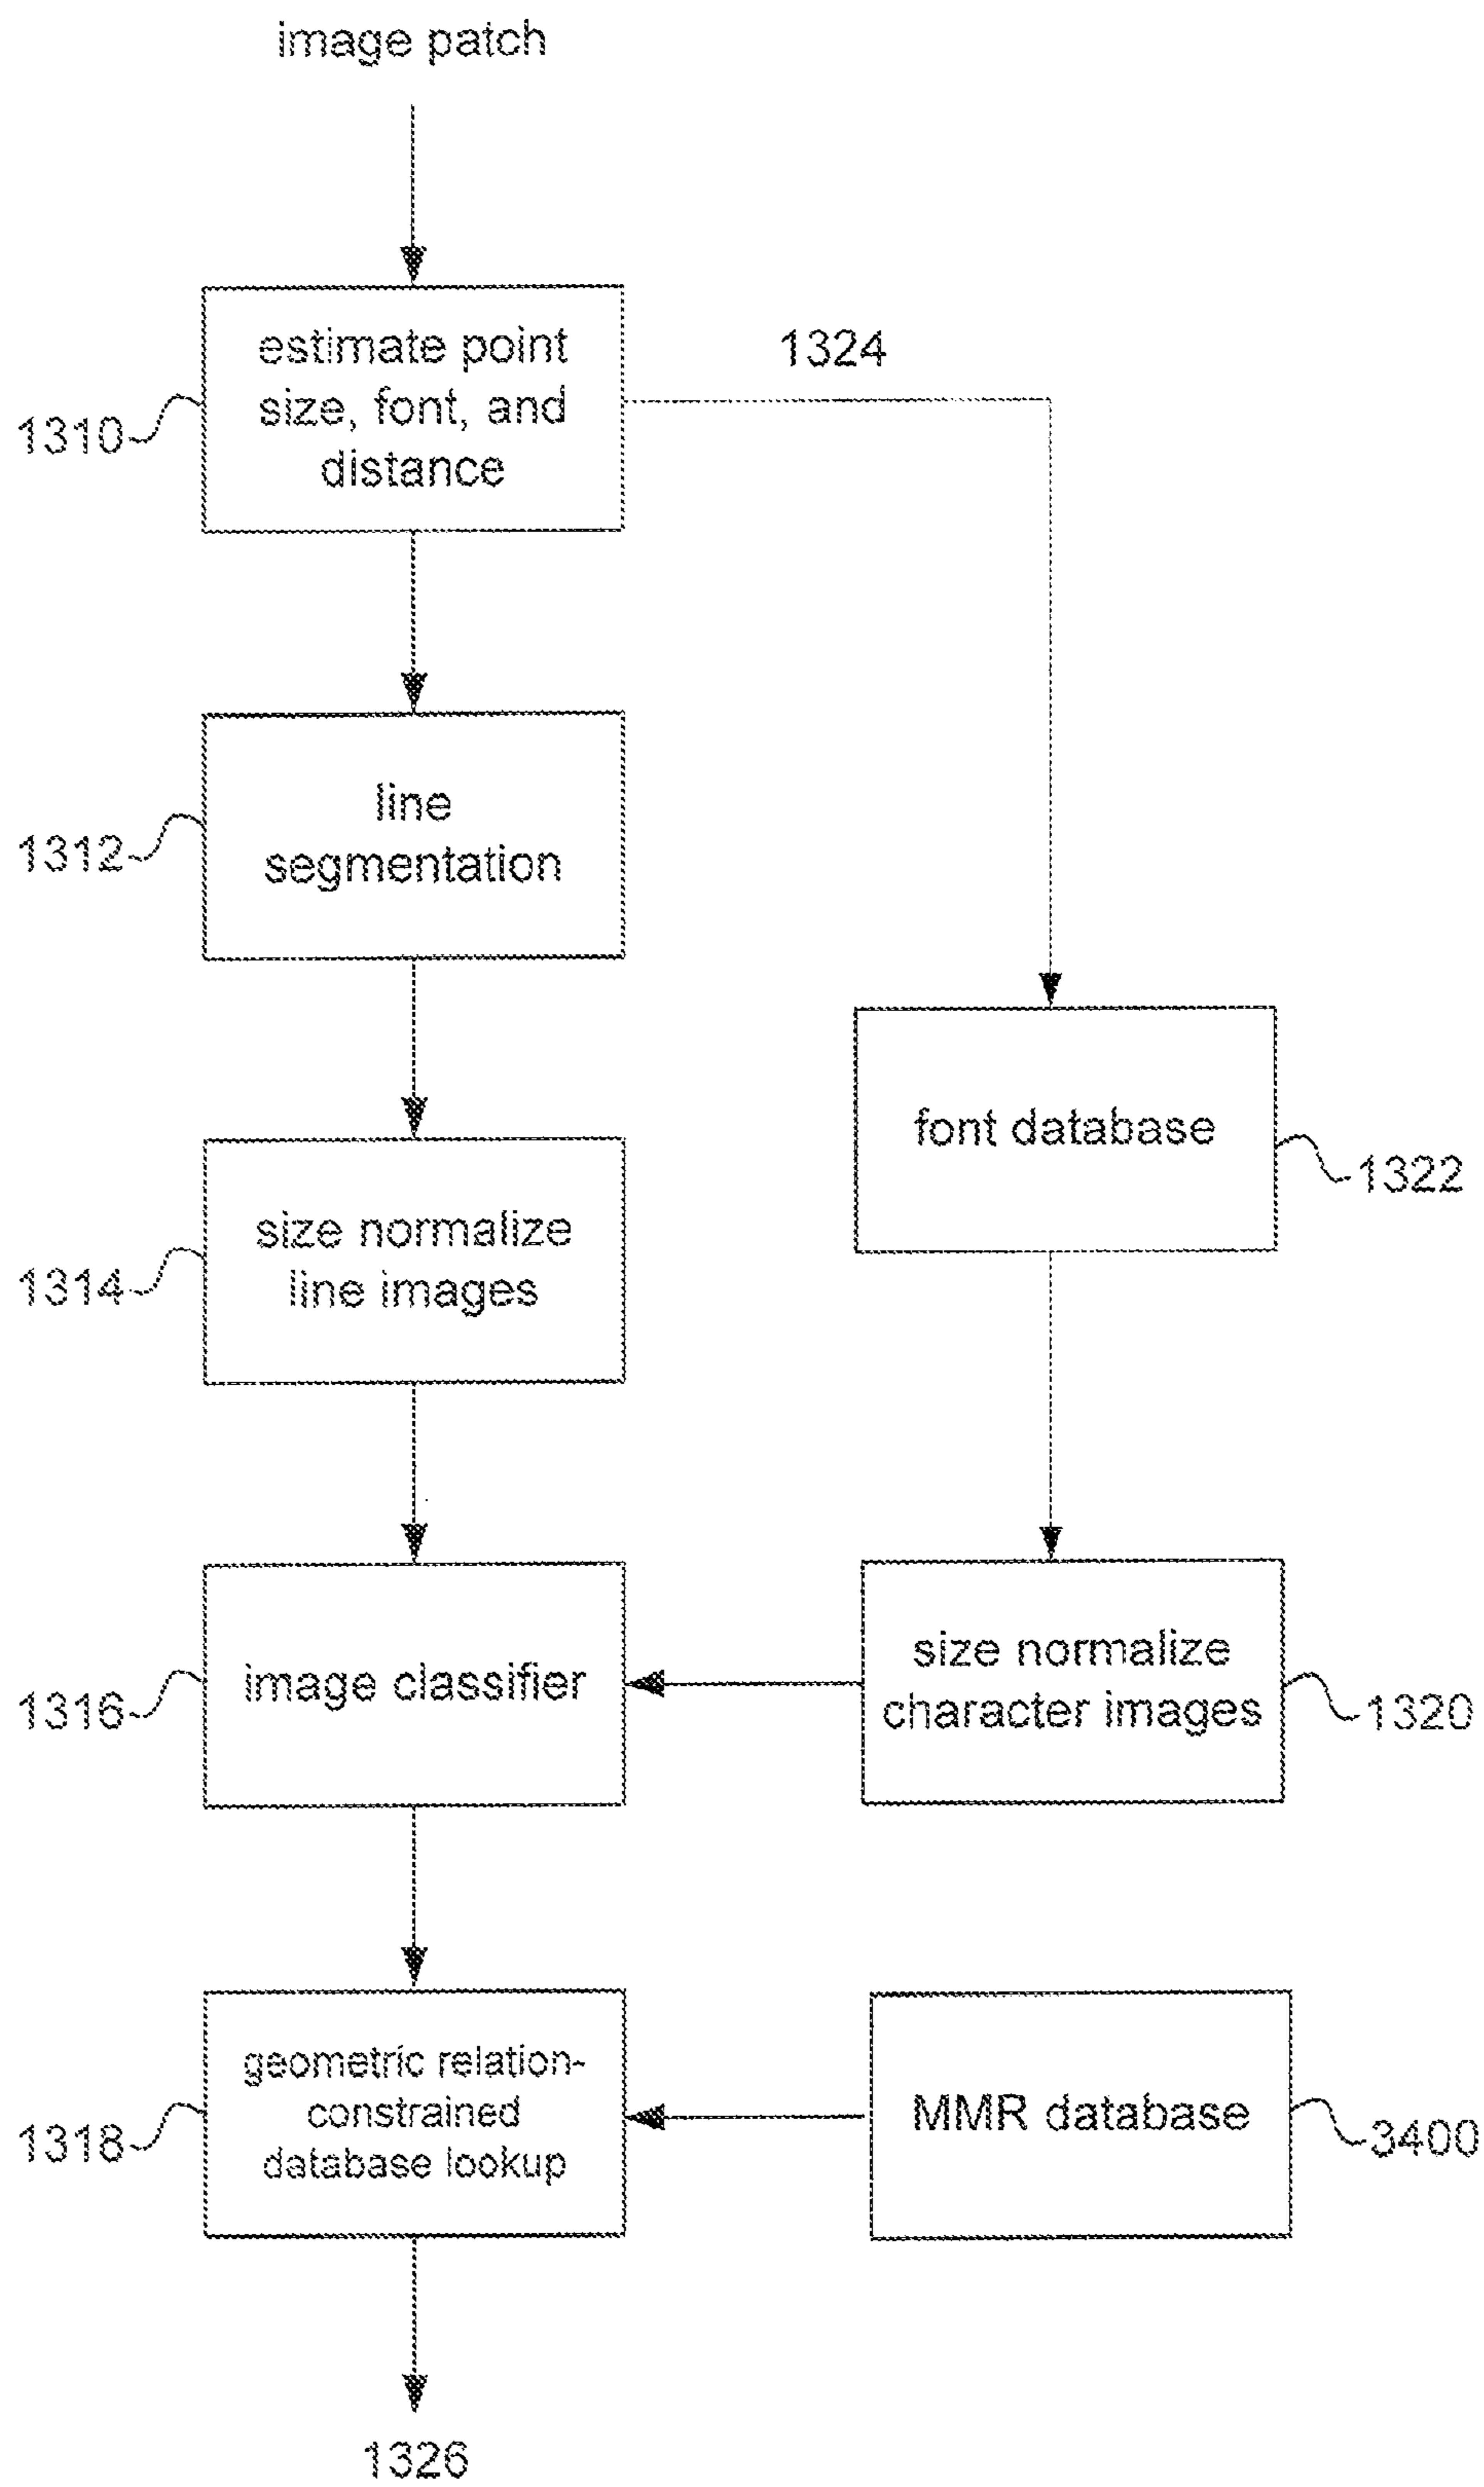 image patch
estimate point
size, font, and
distance
1310
1324
line
segmentation
1312
font database
1322
size normalize
line images
1314
image classifier
1316
size normalize
character images
1320
geometric relation-
constrained
database lookup
1318
MMR database
3400
1326